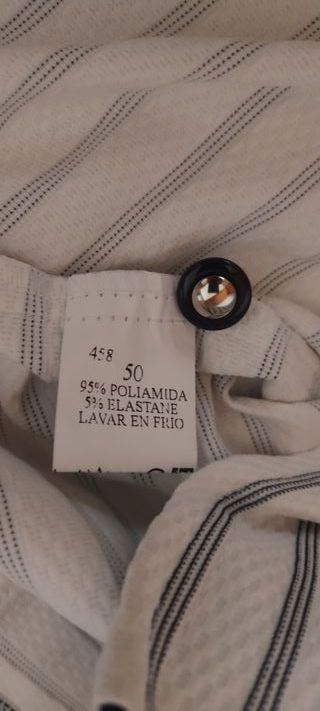 458
50
95% POLIAMIDA
5% ELASTANE
LAVAR EN FRIO